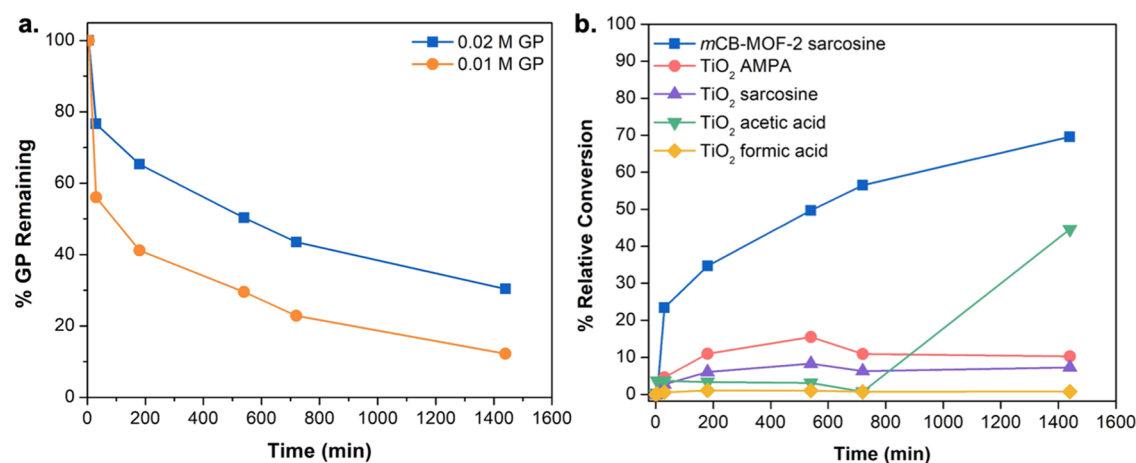 a.
% GP Remaining
100
80
60
40
20
0
0.02 M GP
0.01 M GP
0 200 400 600 800 1000 1200 1400 1600
Time (min)
b.
% Relative Conversion
100
90
80
70
60
50
40
30
20
10
0
mCB-MOF-2 sarcosine
TiO₂ AMPA
TiO₂ sarcosine
TiO₂ acetic acid
TiO₂ formic acid
0 200 400 600 800 1000 1200 1400 1600
Time (min)